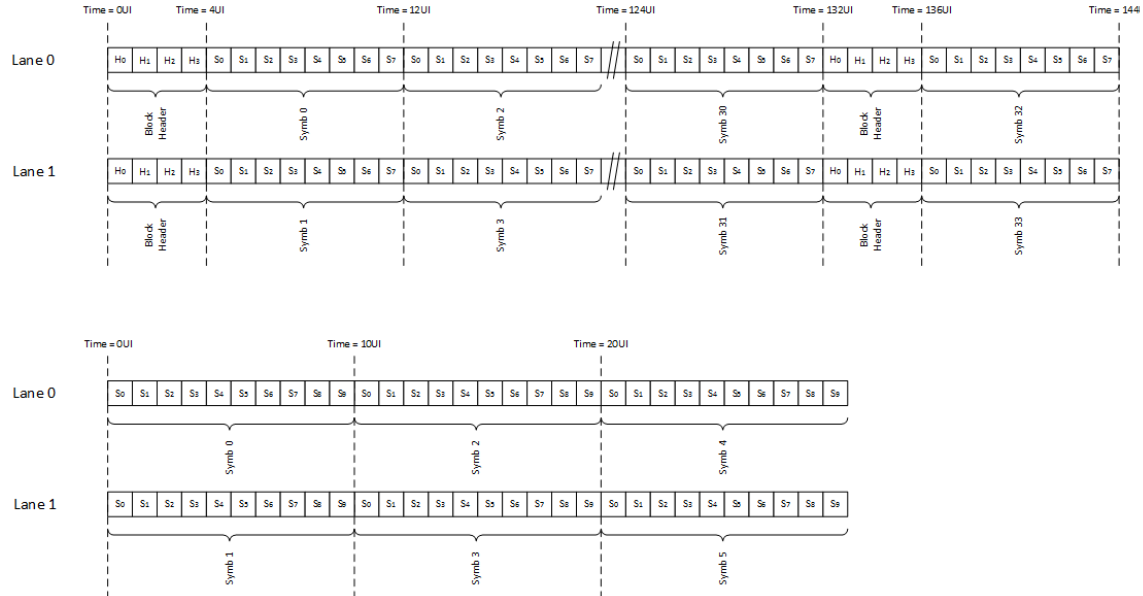 Time = 0UI Time = 4UI Time = 12UI Time = 124UI Time = 132UI Time = 136UI Time = 144
Lane 0 H0 H1 H2 H3 S0 S1 S2 S3 S4 S5 S6 S7 S0 S1 S2 S3 S4 S5 S6 S7 S0 S1 S2 S3 S4 S5 S6 S7 H0 H1 H2 H3 S0 S1 S2 S3 S4 S5 S6 S7
Block Header Symb 0 Symb 2 Symb 30 Block Header Symb 32
Lane 1 H0 H1 H2 H3 S0 S1 S2 S3 S4 S5 S6 S7 S0 S1 S2 S3 S4 S5 S6 S7 S0 S1 S2 S3 S4 S5 S6 S7 H0 H1 H2 H3 S0 S1 S2 S3 S4 S5 S6 S7
Block Header Symb 1 Symb 3 Symb 31 Block Header Symb 33
Time = 0UI Time = 10UI Time = 20UI
Lane 0 S0 S1 S2 S3 S4 S5 S6 S7 S8 S9 S0 S1 S2 S3 S4 S5 S6 S7 S8 S9 S0 S1 S2 S3 S4 S5 S6 S7 S8 S9
Symb 0 Symb 2 Symb 4
Lane 1 S0 S1 S2 S3 S4 S5 S6 S7 S8 S9 S0 S1 S2 S3 S4 S5 S6 S7 S8 S9 S0 S1 S2 S3 S4 S5 S6 S7 S8 S9
Symb 1 Symb 3 Symb 5